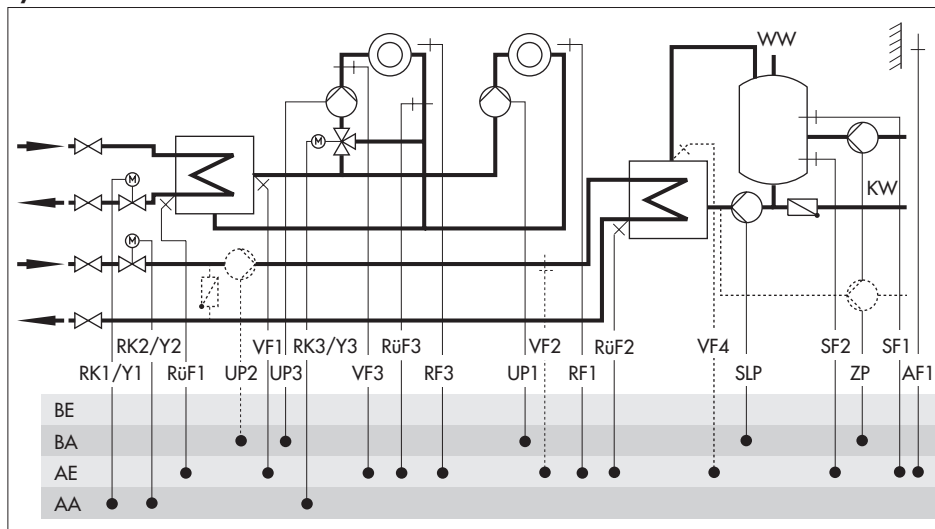 WW
M
KW
M
M
RK2/Y2 VF1 RK3/Y3 RüF3 VF2 RüF2 VF4 SF2 SF1
RK1/Y1 RüF1 UP2 UP3 VF3 RF3 UP1 RF1 SLP ZP AF1
BE
BA
AE
AA